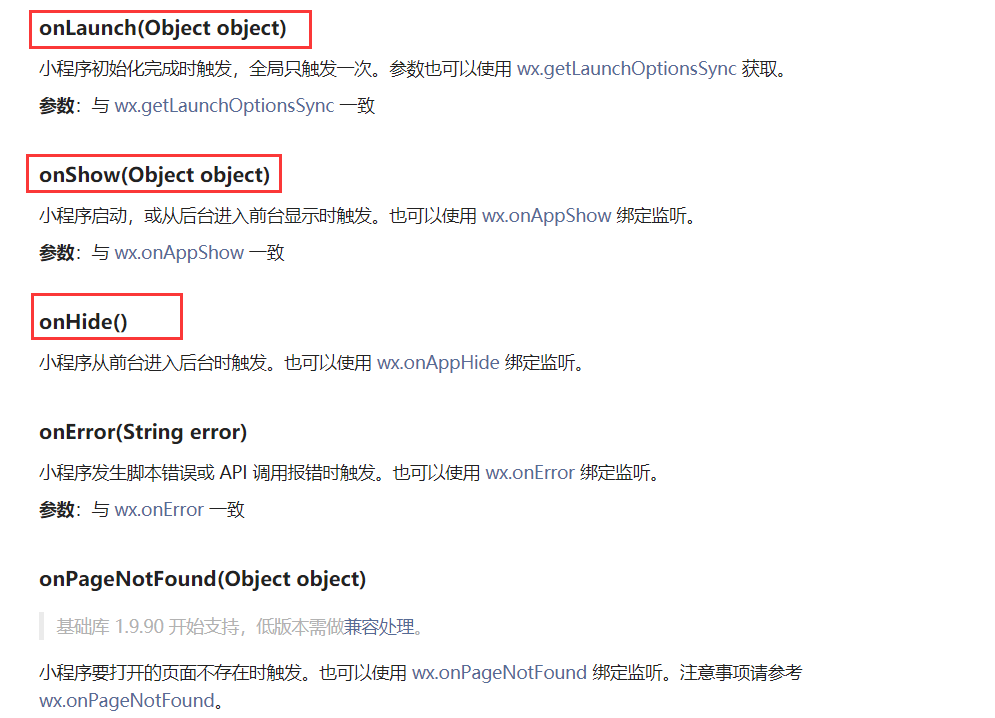 onLaunch(Object object)
小程序初始化完成时触发，全局只触发一次。参数也可以使用 wx.getLaunchOptionsSync 获取。
参数：与 wx.getLaunchOptionsSync 一致
onShow(Object object)
小程序启动，或从后台进入前台显示时触发。也可以使用 wx.onAppShow 绑定监听。
参数：与 wx.onAppShow 一致
onHide()
小程序从前台进入后台时触发。也可以使用 wx.onAppHide 绑定监听。
onError(String error)
小程序发生脚本错误或 API 调用报错时触发。也可以使用 wx.onError 绑定监听。
参数：与 wx.onError 一致
onPageNotFound(Object object)
基础库 1.9.90 开始支持，低版本需做兼容处理。
小程序要打开的页面不存在时触发。也可以使用 wx.onPageNotFound 绑定监听。注意事项请参考
wx.onPageNotFound。